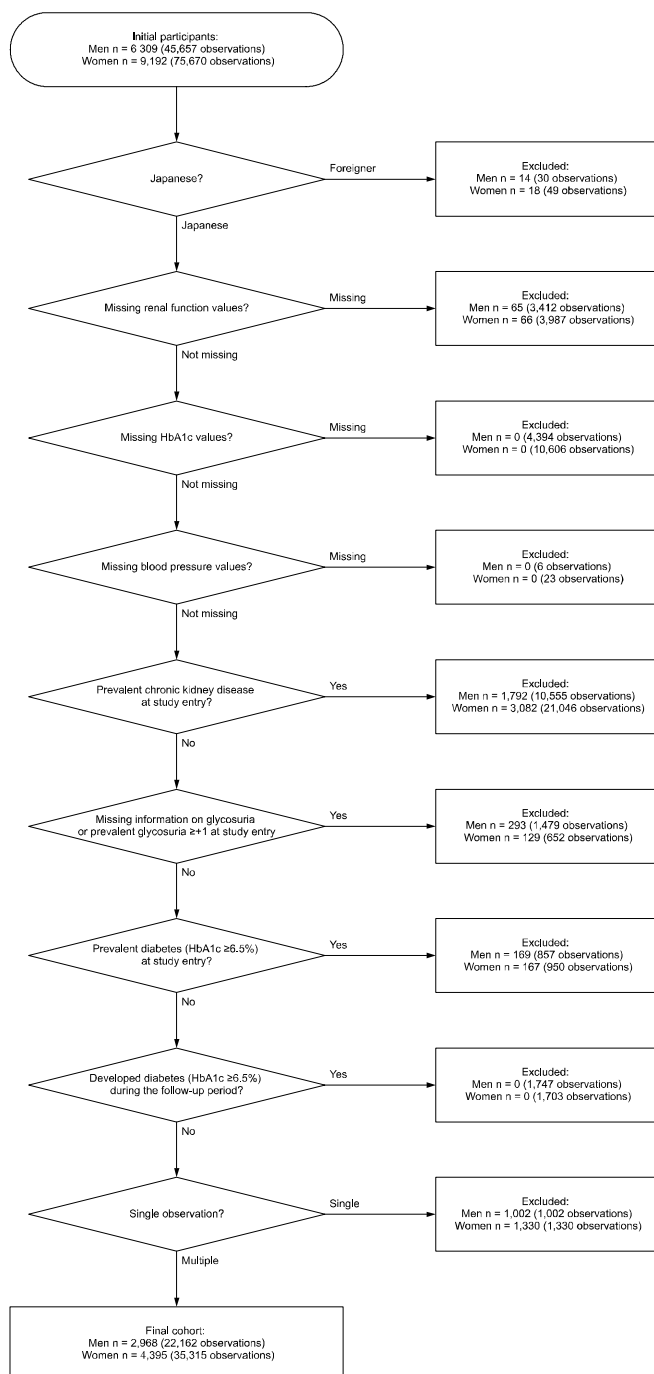 Initial participants:
Men n = 6 309 (45,657 observations)
Women n = 9,192 (75,670 observations)
Japanese?
Foreigner
Excluded:
Men n = 14 (30 observations)
Women n = 18 (49 observations)
Japanese
Missing renal function values?
Missing
Excluded:
Men n = 65 (3,412 observations)
Women n = 66 (3,987 observations)
Not missing
Missing HbA1c values?
Missing
Excluded:
Men n = 0 (4,394 observations)
Women n = 0 (10,606 observations)
Not missing
Missing blood pressure values?
Missing
Excluded:
Men n = 0 (6 observations)
Women n = 0 (23 observations)
Not missing
Prevalent chronic kidney disease
at study entry?
Yes
Excluded:
Men n = 1,792 (10,555 observations)
Women n = 3,082 (21,046 observations)
No
Missing information on glycosuria
or prevalent glycosuria ≥+1 at study entry
Yes
Excluded:
Men n = 293 (1,479 observations)
Women n = 129 (652 observations)
No
Prevalent diabetes (HbA1c ≥6.5%)
at study entry?
Yes
Excluded:
Men n = 169 (857 observations)
Women n = 167 (950 observations)
No
Developed diabetes (HbA1c ≥6.5%)
during the follow-up period?
Yes
Excluded:
Men n = 0 (1,747 observations)
Women n = 0 (1,703 observations)
No
Single observation?
Single
Excluded:
Men n = 1,002 (1,002 observations)
Women n = 1,330 (1,330 observations)
Multiple
Final cohort:
Men n = 2,968 (22,162 observations)
Women n = 4,395 (35,315 observations)